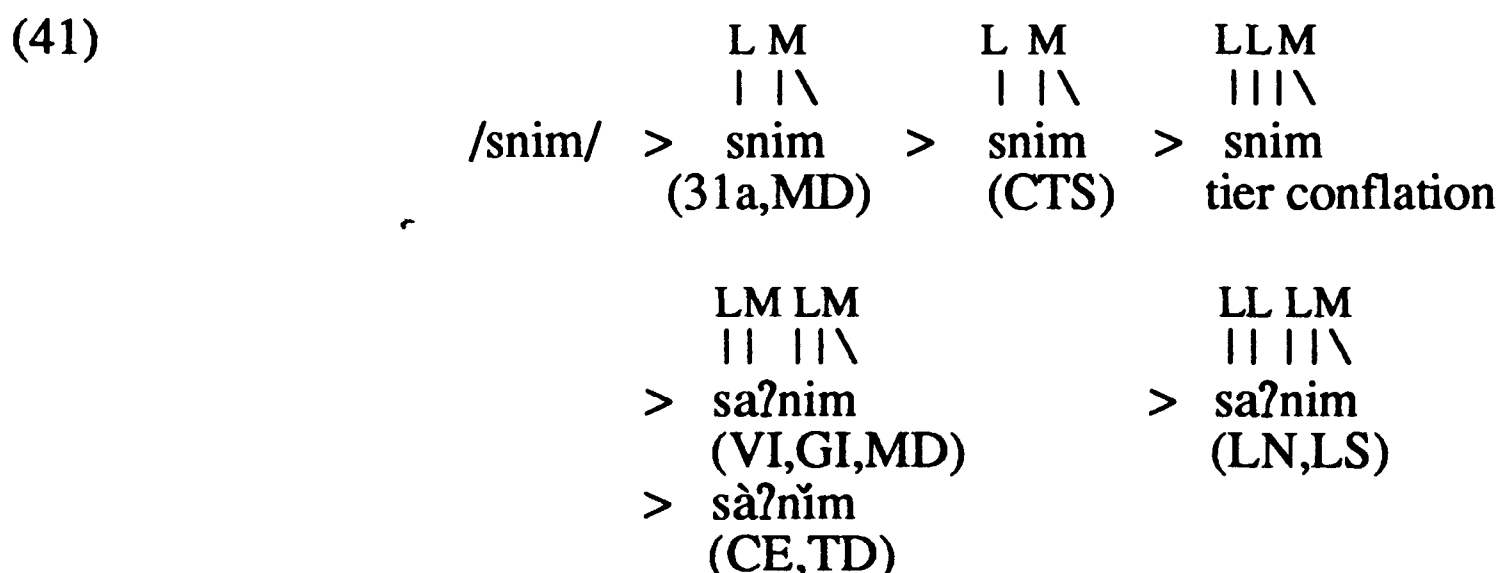 (41) L M L M LLM
| |\ | |\ |||\
/snim/ > snim > snim > snim
(31a,MD) (CTS) tier conflation
LM LM LL LM
|| ||\ || ||\
> saʔnim > saʔnim
(VI,GI,MD) (LN,LS)
> sàʔnǐm
(CE,TD)